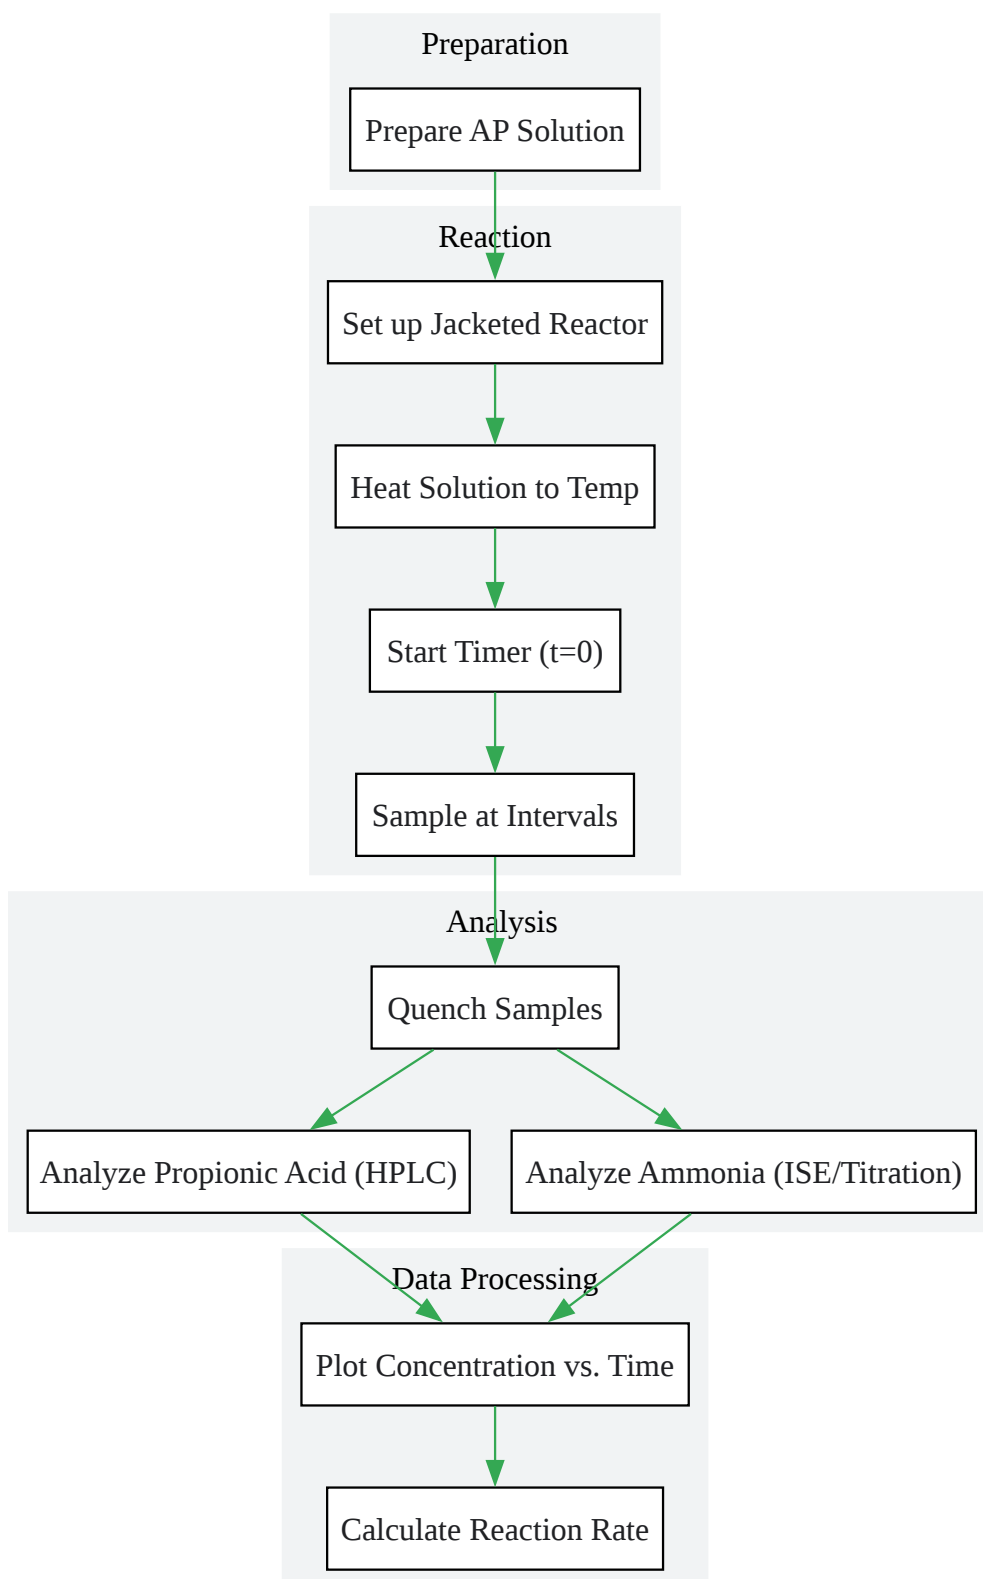 Preparation
Prepare AP Solution
Reaction
Set up Jacketed Reactor
Heat Solution to Temp
Start Timer (t=0)
Sample at Intervals
Analysis
Quench Samples
Analyze Propionic Acid (HPLC)
Analyze Ammonia (ISE/Titration)
Data Processing
Plot Concentration vs. Time
Calculate Reaction Rate